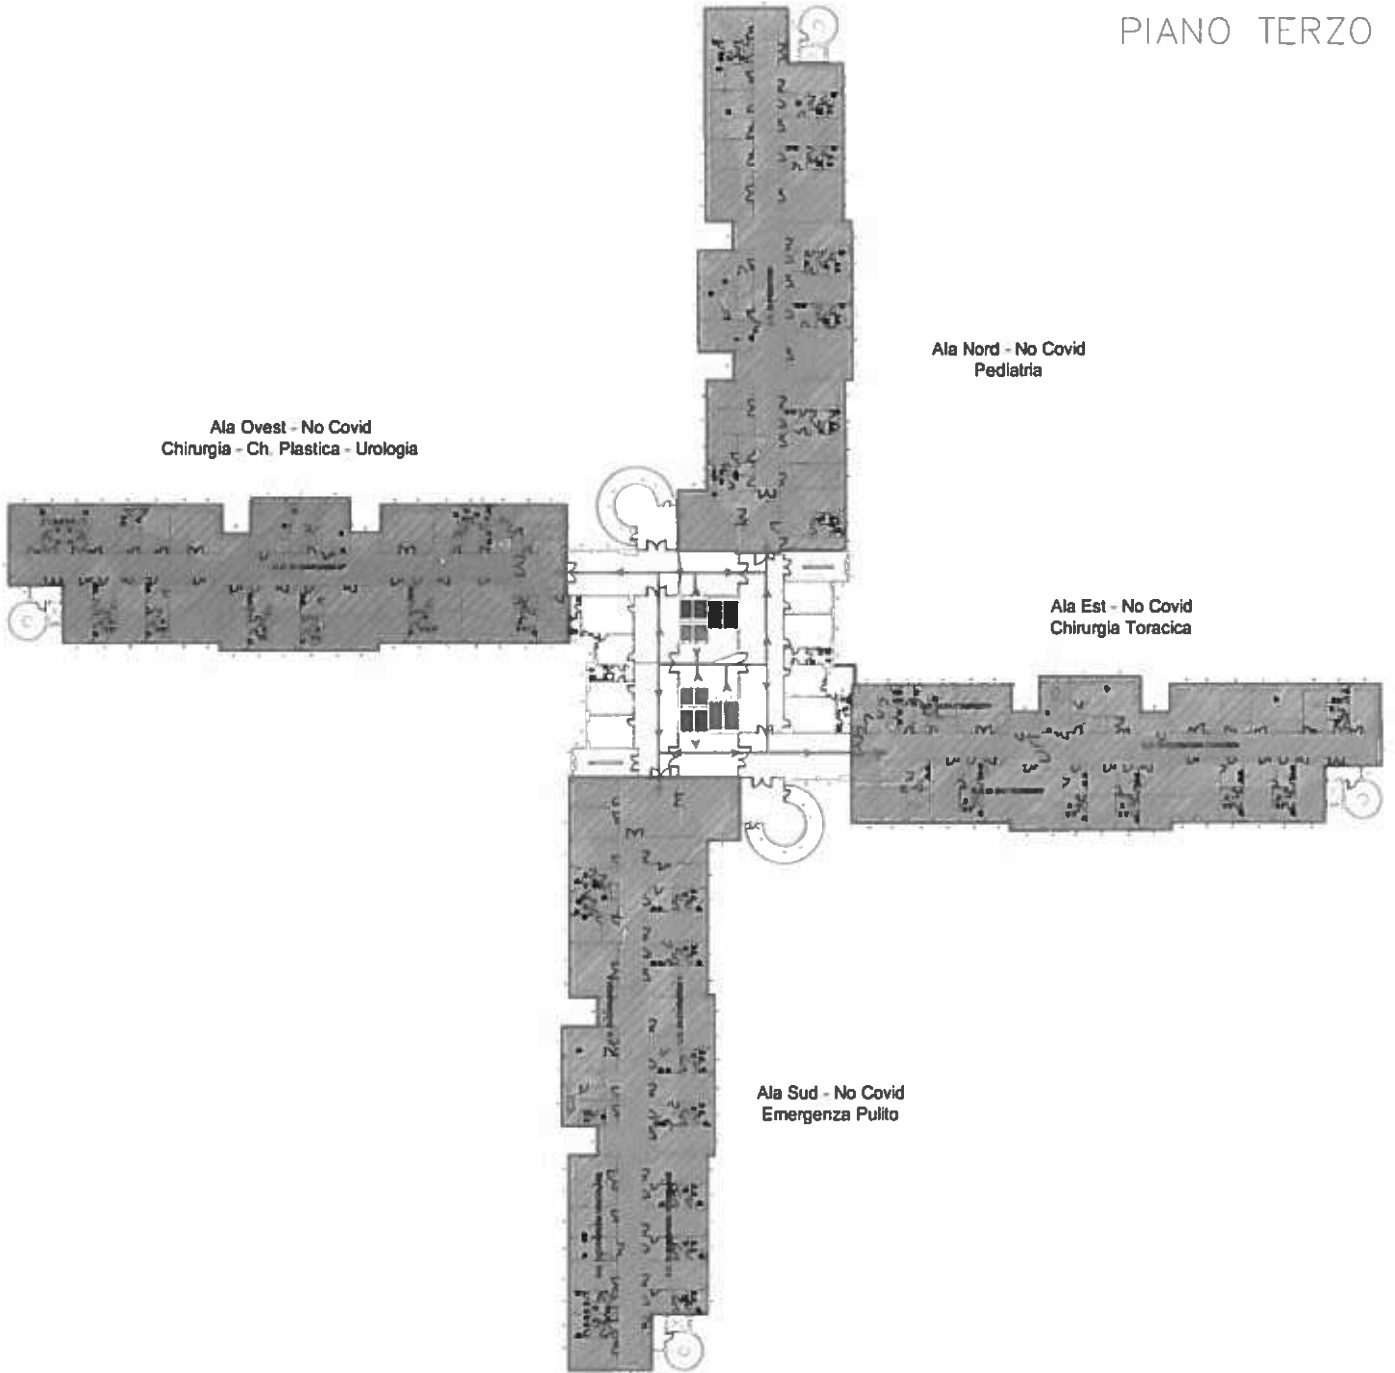 PIANO TERZO
Ala Nord - No Covid
Pediatria
Ala Ovest - No Covid
Chirurgia - Ch. Plastica - Urologia
Ala Est - No Covid
Chirurgia Toracica
Ala Sud - No Covid
Emergenza Pulito